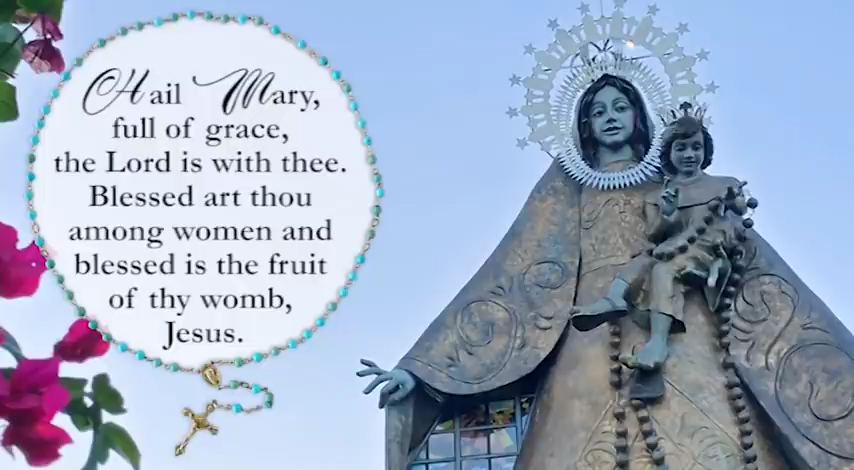 Hail Mary,
full of grace,
the Lord is with thee.
Blessed art thou
among women and
blessed is the fruit
of thy womb,
Jesus.